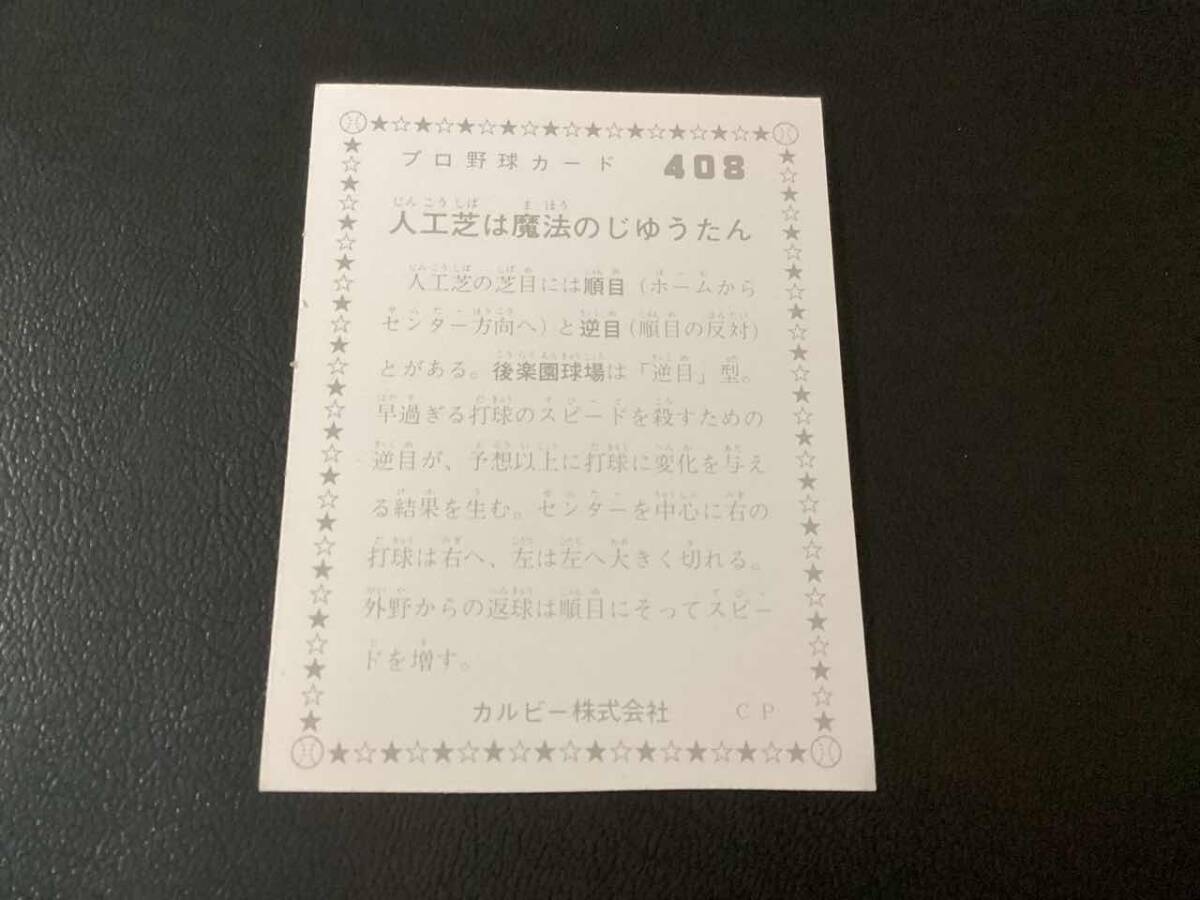 プロ野球カード 408
人工芝は魔法のじゆうたん
人工芝の芝目には順目(ホームから
センター方向へ)と逆目(順目の反対)
とがある。後楽園球場は「逆目」型。
早過ぎる打球のスピードを殺すための
逆目が、予想以上に打球に変化を与え
る結果を生む。センターを中心に右の
打球は右へ、左は左へ大きく切れる。
外野からの返球は順目にそってスピー
ドを増す。
カルビー株式会社 CP